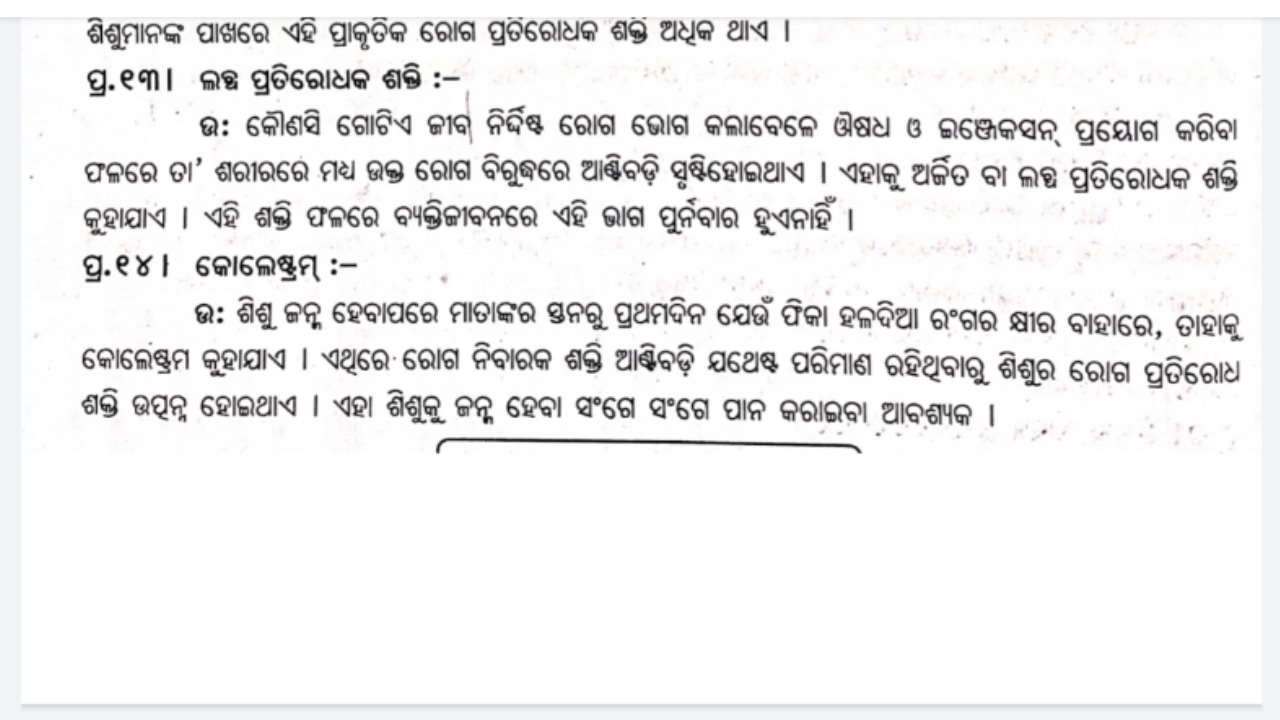 ଶିଶୁମାନଙ୍କ ପାଖରେ ଏହି ପ୍ରାକୃତିକ ରୋଗ ପ୍ରତିରୋଧକ ଶକ୍ତି ଅଧିକ ଥାଏ ।
ପ୍ର.୧୩। ଲବ୍ଧ ପ୍ରତିରୋଧକ ଶକ୍ତି :–
ଉ: କୌଣସି ଗୋଟିଏ ଜୀବ ନିର୍ଦ୍ଦିଷ୍ଟ ରୋଗ ଭୋଗ କଲାବେଳେ ଔଷଧ ଓ ଇଞ୍ଜେକସନ୍ ପ୍ରୟୋଗ କରିବା
ଫଳରେ ତା' ଶରୀରରେ ମଧ୍ୟ ଉକ୍ତ ରୋଗ ବିରୁଦ୍ଧରେ ଆଣ୍ଟିବଡ଼ି ସୃଷ୍ଟିହୋଇଥାଏ । ଏହାକୁ ଅର୍ଜିତ ବା ଲବ୍ଧ ପ୍ରତିରୋଧକ ଶକ୍ତି
କୁହାଯାଏ । ଏହି ଶକ୍ତି ଫଳରେ ବ୍ୟକ୍ତିଜୀବନରେ ଏହି ଭାଗ ପୁର୍ନବାର ହୁଏନାହିଁ ।
ପ୍ର.୧୪। କୋଲେଷ୍ଟ୍ରମ୍ :–
ଉ: ଶିଶୁ ଜନ୍ମ ହେବାପରେ ମାତାଙ୍କର ସ୍ତନରୁ ପ୍ରଥମଦିନ ଯେଉଁ ଫିକା ହଳଦିଆ ରଂଗର କ୍ଷୀର ବାହାରେ, ତାହାକୁ
କୋଲେଷ୍ଟ୍ରମ କୁହାଯାଏ । ଏଥିରେ ରୋଗ ନିବାରକ ଶକ୍ତି ଆଣ୍ଟିବଡ଼ି ଯଥେଷ୍ଟ ପରିମାଣ ରହିଥିବାରୁ ଶିଶୁର ରୋଗ ପ୍ରତିରୋଧ
ଶକ୍ତି ଉତ୍ପନ୍ନ ହୋଇଥାଏ । ଏହା ଶିଶୁକୁ ଜନ୍ମ ହେବା ସଂଗେ ସଂଗେ ପାନ କରାଇବା ଆବଶ୍ୟକ ।